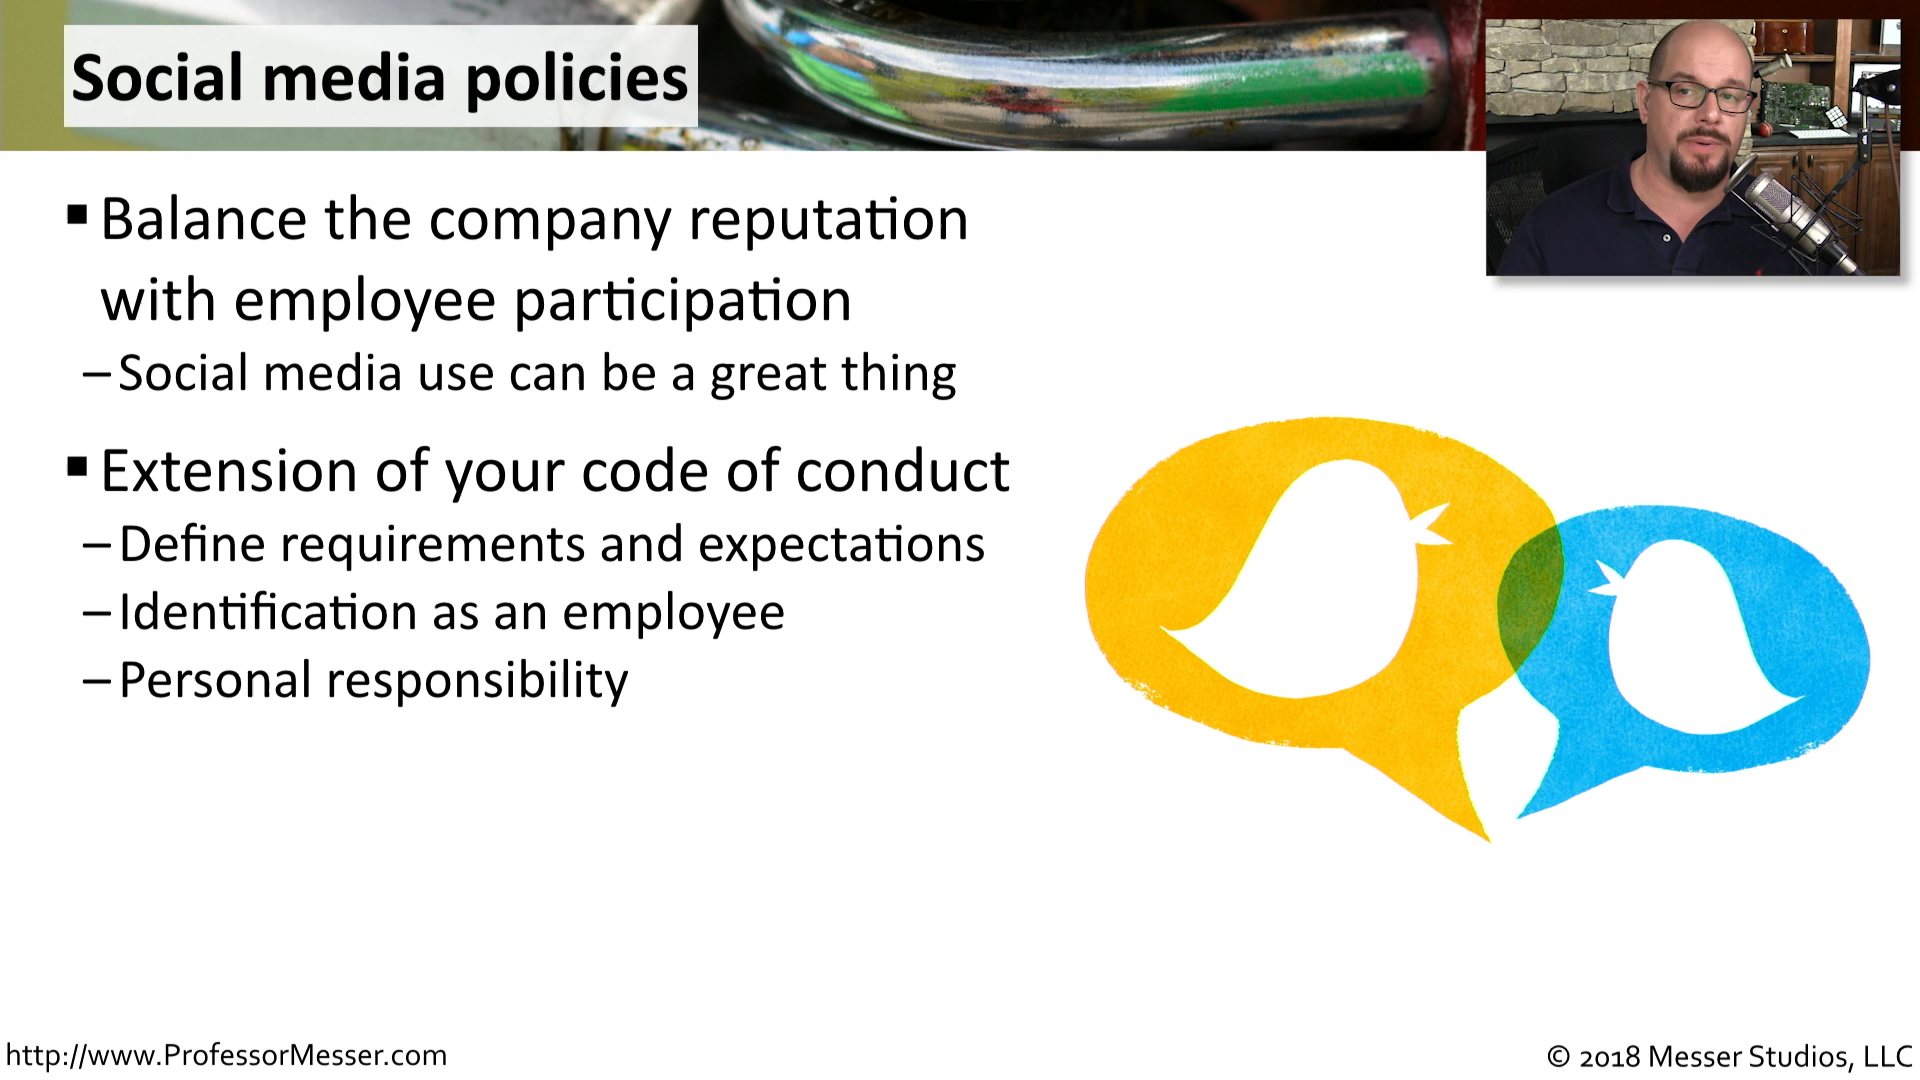 Social media policies
▪ Balance the company reputation
with employee participation
– Social media use can be a great thing
▪ Extension of your code of conduct
– Define requirements and expectations
– Identification as an employee
– Personal responsibility
http://www.ProfessorMesser.com
© 2018 Messer Studios, LLC